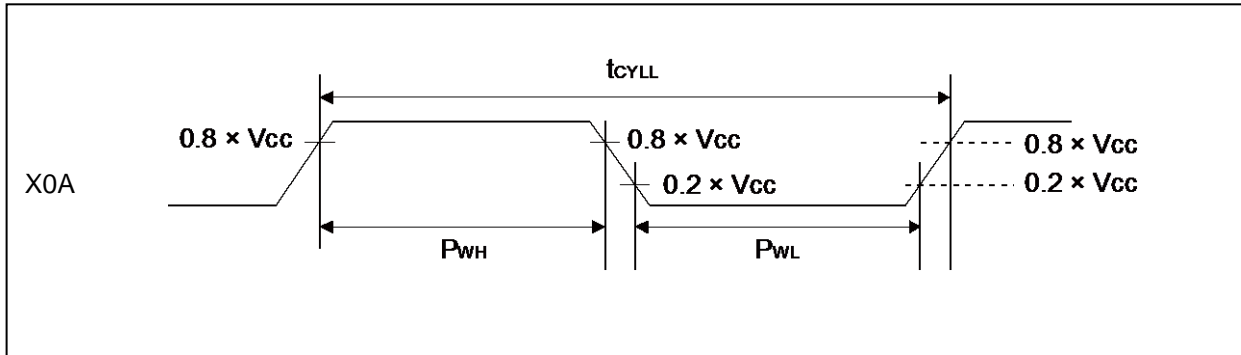 tCYLL
0.8 × Vcc
0.8 × Vcc
0.8 × Vcc
X0A
0.2 × Vcc
0.2 × Vcc
PWH
PWL